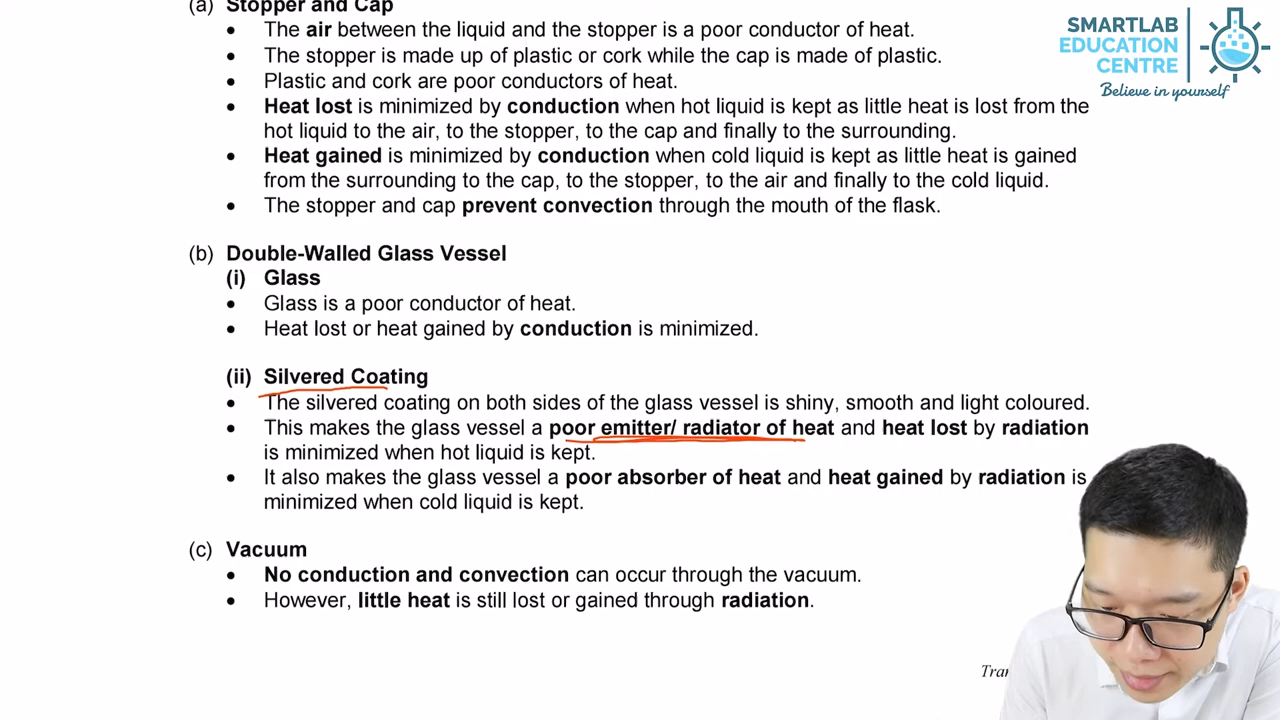 (a) Stopper and Cap
• The air between the liquid and the stopper is a poor conductor of heat.
• The stopper is made up of plastic or cork while the cap is made of plastic.
• Plastic and cork are poor conductors of heat.
• Heat lost is minimized by conduction when hot liquid is kept as little heat is lost from the
hot liquid to the air, to the stopper, to the cap and finally to the surrounding.
• Heat gained is minimized by conduction when cold liquid is kept as little heat is gained
from the surrounding to the cap, to the stopper, to the air and finally to the cold liquid.
• The stopper and cap prevent convection through the mouth of the flask.
(b) Double-Walled Glass Vessel
(i) Glass
• Glass is a poor conductor of heat.
• Heat lost or heat gained by conduction is minimized.
(ii) Silvered Coating
• The silvered coating on both sides of the glass vessel is shiny, smooth and light coloured.
• This makes the glass vessel a poor emitter/ radiator of heat and heat lost by radiation
is minimized when hot liquid is kept.
• It also makes the glass vessel a poor absorber of heat and heat gained by radiation is
minimized when cold liquid is kept.
(c) Vacuum
• No conduction and convection can occur through the vacuum.
• However, little heat is still lost or gained through radiation.
SMARTLAB
EDUCATION
CENTRE
Believe in yourself